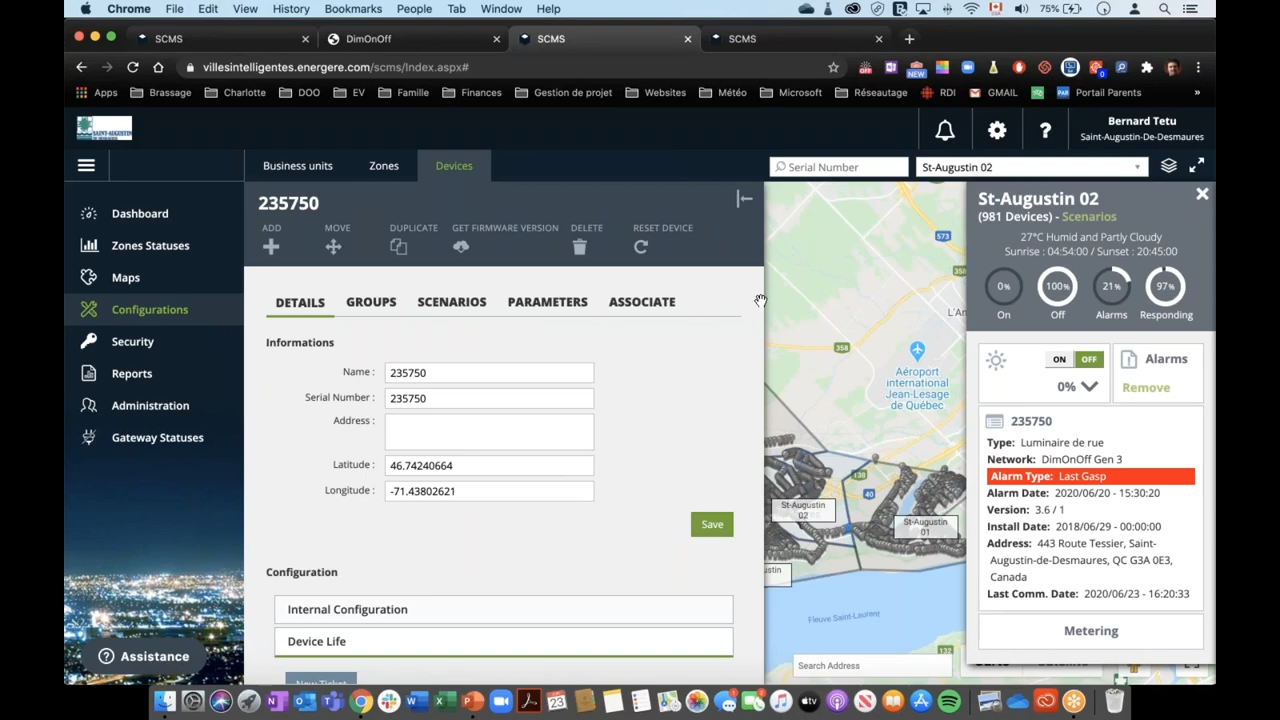 Chrome File Edit View History Bookmarks People Tab Window Help 75%
SCMS DimOnOff SCMS SCMS
villesintelligentes.energere.com/scms/Index.aspx#
Apps Brassage Charlotte DOO EV Famille Finances Gestion de projet Websites Météo Microsoft Réseautage RDI GMAIL Portail Parents »
SAINT-AUGUSTIN
Bernard Tetu
Saint-Augustin-De-Desmaures
Business units Zones Devices Serial Number St-Augustin 02
Dashboard
Zones Statuses
Maps
Configurations
Security
Reports
Administration
Gateway Statuses
Assistance
235750
ADD MOVE DUPLICATE GET FIRMWARE VERSION DELETE RESET DEVICE
DETAILS GROUPS SCENARIOS PARAMETERS ASSOCIATE
Informations
Name : 235750
Serial Number : 235750
Address :
Latitude : 46.74240664
Longitude : -71.43802621
Save
Configuration
Internal Configuration
Device Life
New Ticket
573
358
358
Aéroport
international
Jean-Lesage
de Québec
138
40
St-Augustin
02
St-Augustin
01
Fleuve Saint-Laurent
132
Search Address
St-Augustin 02
(981 Devices) - Scenarios
27°C Humid and Partly Cloudy
Sunrise : 04:54:00 / Sunset : 20:45:00
0% 100% 21% 97%
On Off Alarms Responding
ON OFF Alarms
0% Remove
235750
Type: Luminaire de rue
Network: DimOnOff Gen 3
Alarm Type: Last Gasp
Alarm Date: 2020/06/20 - 15:30:20
Version: 3.6 / 1
Install Date: 2018/06/29 - 00:00:00
Address: 443 Route Tessier, Saint-
Augustin-de-Desmaures, QC G3A 0E3,
Canada
Last Comm. Date: 2020/06/23 - 16:20:33
Metering